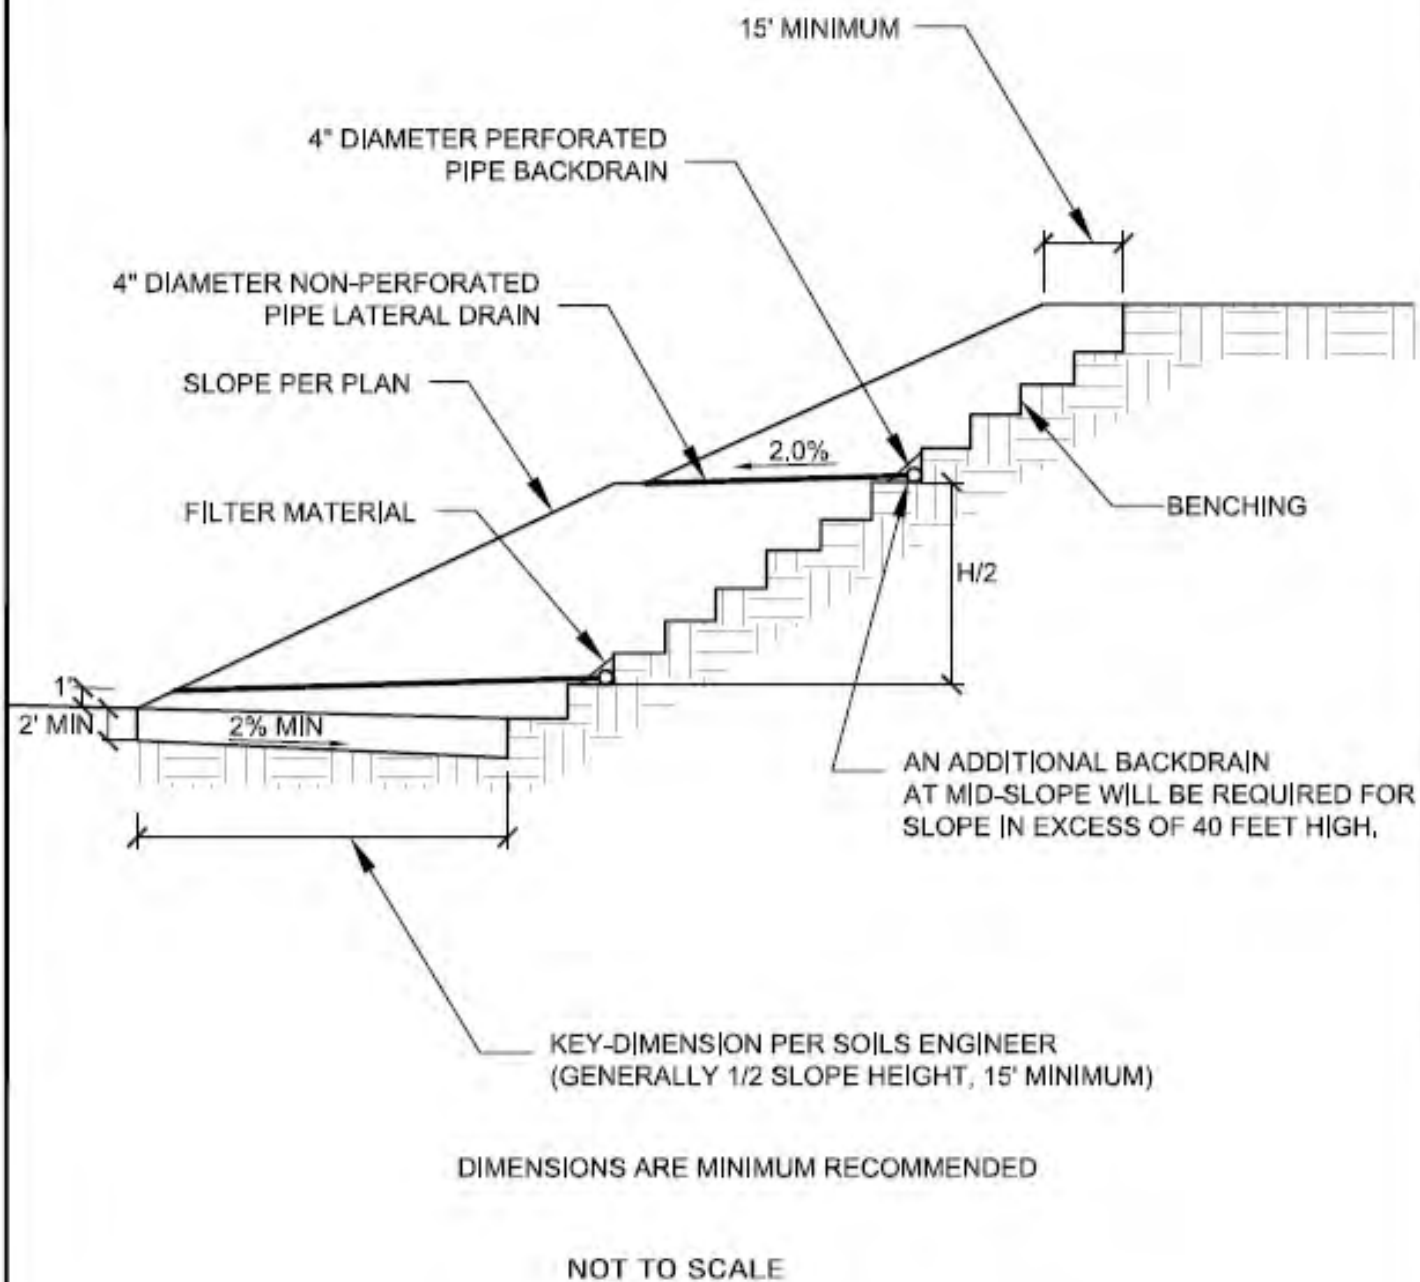 15' MINIMUM
4" DIAMETER PERFORATED
PIPE BACKDRAIN
4" DIAMETER NON-PERFORATED
PIPE LATERAL DRAIN
SLOPE PER PLAN
2.0%
FILTER MATERIAL
BENCHING
H/2
1"
2' MIN
2% MIN
AN ADDITIONAL BACKDRAIN
AT MID-SLOPE WILL BE REQUIRED FOR
SLOPE IN EXCESS OF 40 FEET HIGH.
KEY-DIMENSION PER SOILS ENGINEER
(GENERALLY 1/2 SLOPE HEIGHT, 15' MINIMUM)
DIMENSIONS ARE MINIMUM RECOMMENDED
NOT TO SCALE